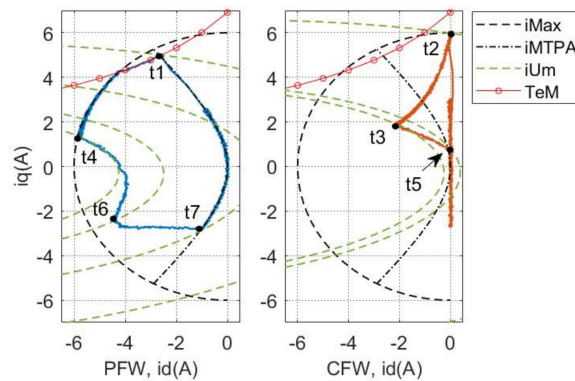 iMax
iMTPA
iUm
TeM
iq(A)
6
4
2
0
-2
-4
-6
t1
t4
t6
t7
-6 -4 -2 0
PFW, id(A)
6
4
2
0
-2
-4
-6
t2
t3
t5
-6 -4 -2 0
CFW, id(A)